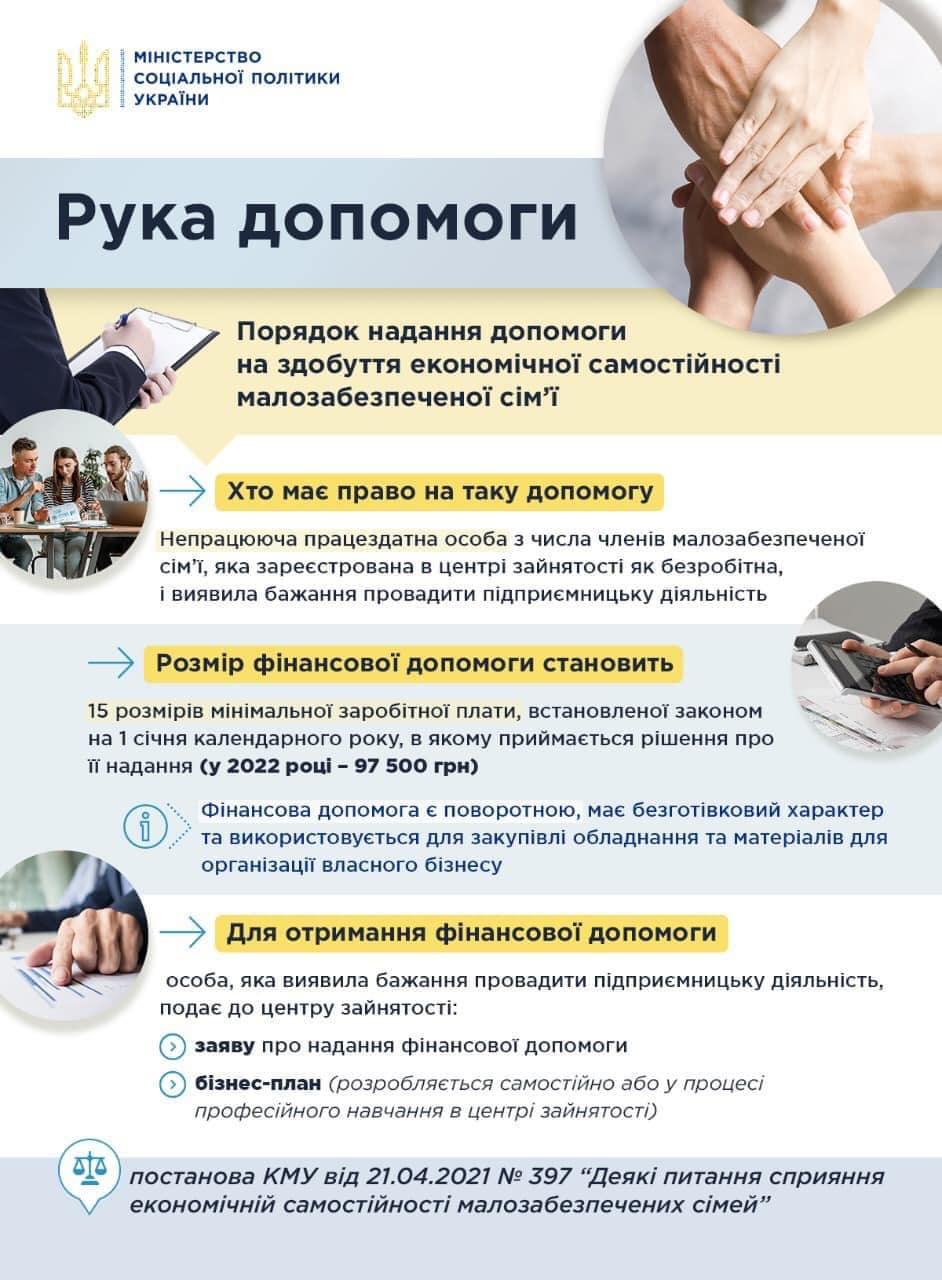 МІНІСТЕРСТВО
СОЦІАЛЬНОЇ ПОЛІТИКИ
УКРАЇНИ
Рука допомоги
Порядок надання допомоги
на здобуття економічної самостійності
малозабезпеченої сім’ї
Хто має право на таку допомогу
Непрацююча працездатна особа з числа членів малозабезпеченої
сім’ї, яка зареєстрована в центрі зайнятості як безробітна,
і виявила бажання провадити підприємницьку діяльність
Розмір фінансової допомоги становить
15 розмірів мінімальної заробітної плати, встановленої законом
на 1 січня календарного року, в якому приймається рішення про
її надання (у 2022 році – 97 500 грн)
Фінансова допомога є поворотною, має безготівковий характер
та використовується для закупівлі обладнання та матеріалів для
організації власного бізнесу
Для отримання фінансової допомоги
особа, яка виявила бажання провадити підприємницьку діяльність,
подає до центру зайнятості:
заяву про надання фінансової допомоги
бізнес-план (розробляється самостійно або у процесі
професійного навчання в центрі зайнятості)
постанова КМУ від 21.04.2021 № 397 “Деякі питання сприяння
економічній самостійності малозабезпечених сімей”